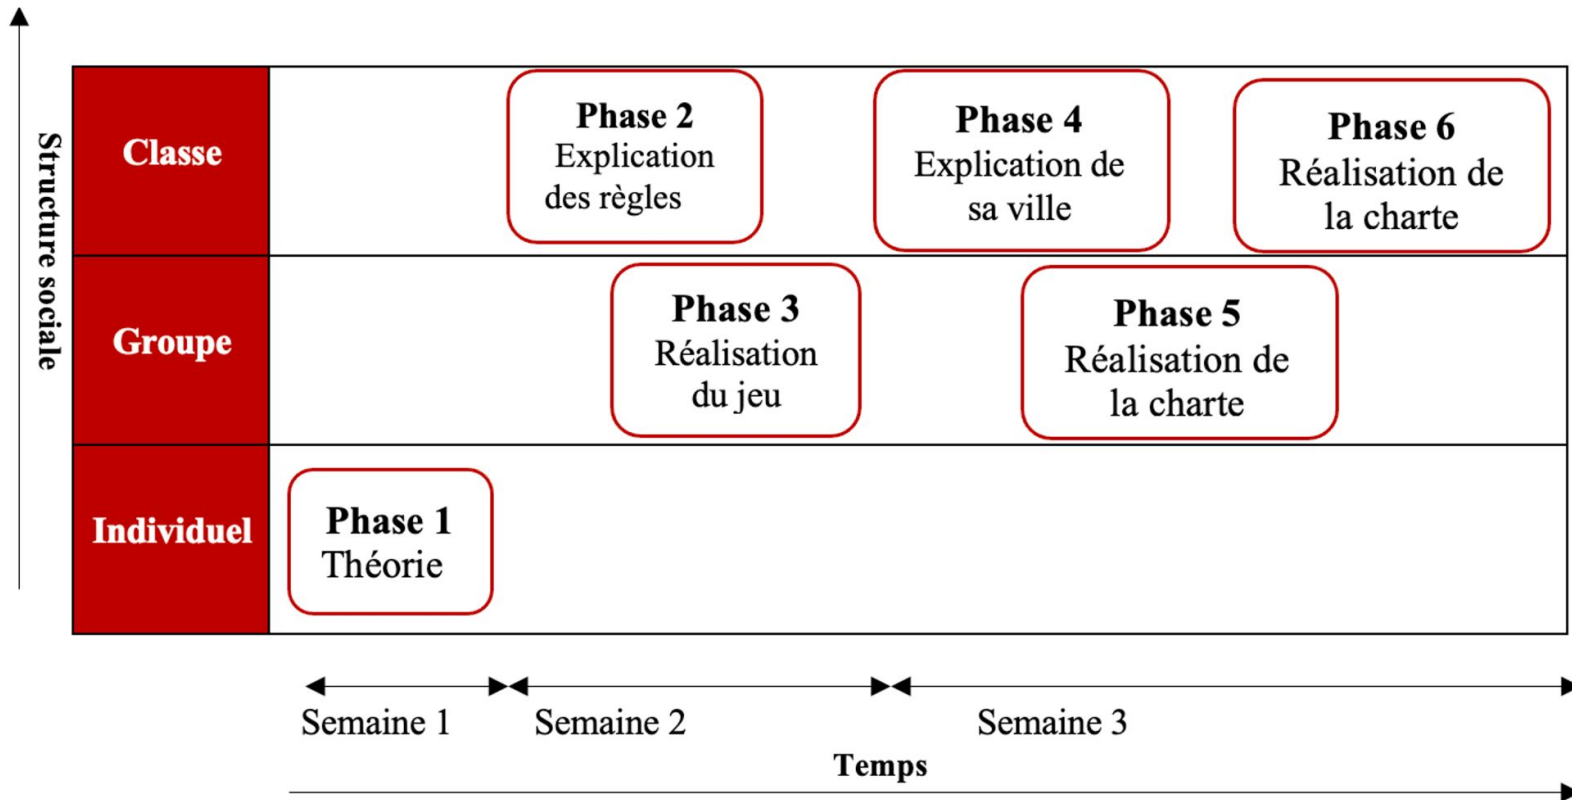 Structure sociale
Classe
Phase 2
Explication
des règles
Phase 4
Explication de
sa ville
Phase 6
Réalisation de
la charte
Groupe
Phase 3
Réalisation
du jeu
Phase 5
Réalisation de
la charte
Individuel
Phase 1
Théorie
Semaine 1
Semaine 2
Semaine 3
Temps